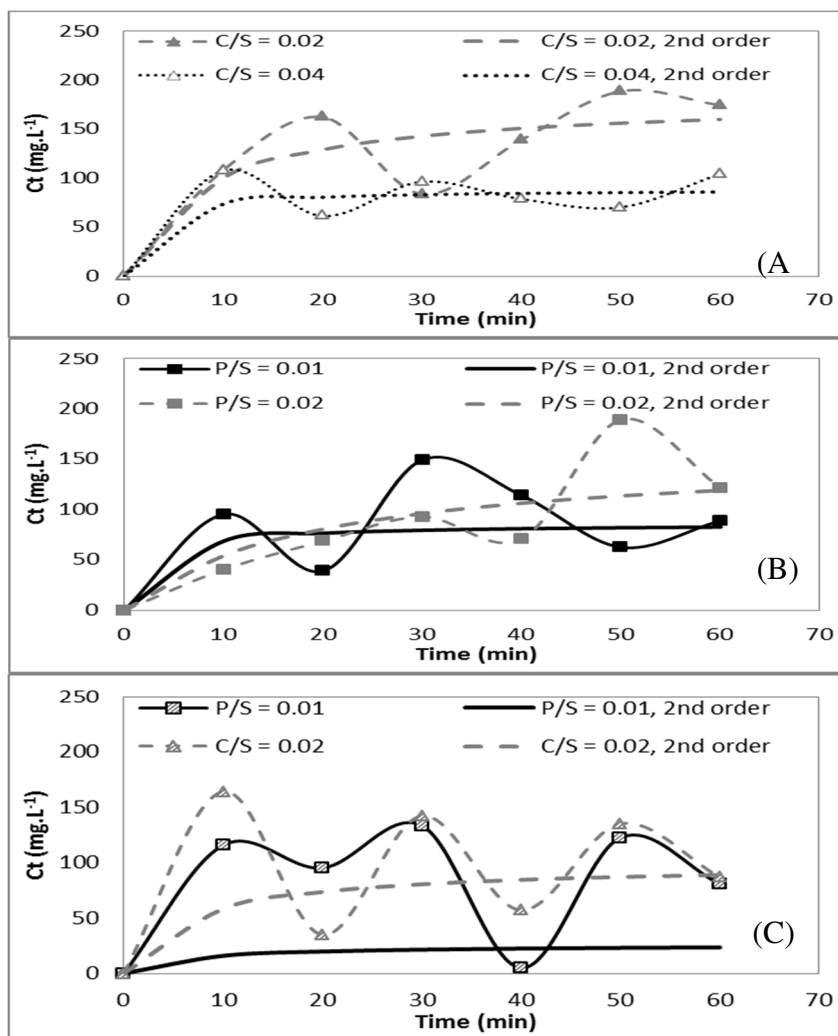 250
200
150
100
50
0
Ct (mg.L-1)
C/S = 0.02
C/S = 0.02, 2nd order
C/S = 0.04
C/S = 0.04, 2nd order
(A
0 10 20 30 40 50 60 70
Time (min)
250
200
150
100
50
0
Ct (mg.L-1)
P/S = 0.01
P/S = 0.01, 2nd order
P/S = 0.02
P/S = 0.02, 2nd order
(B)
0 10 20 30 40 50 60 70
Time (min)
250
200
150
100
50
0
Ct (mg.L-1)
P/S = 0.01
P/S = 0.01, 2nd order
C/S = 0.02
C/S = 0.02, 2nd order
(C)
0 10 20 30 40 50 60 70
Time (min)